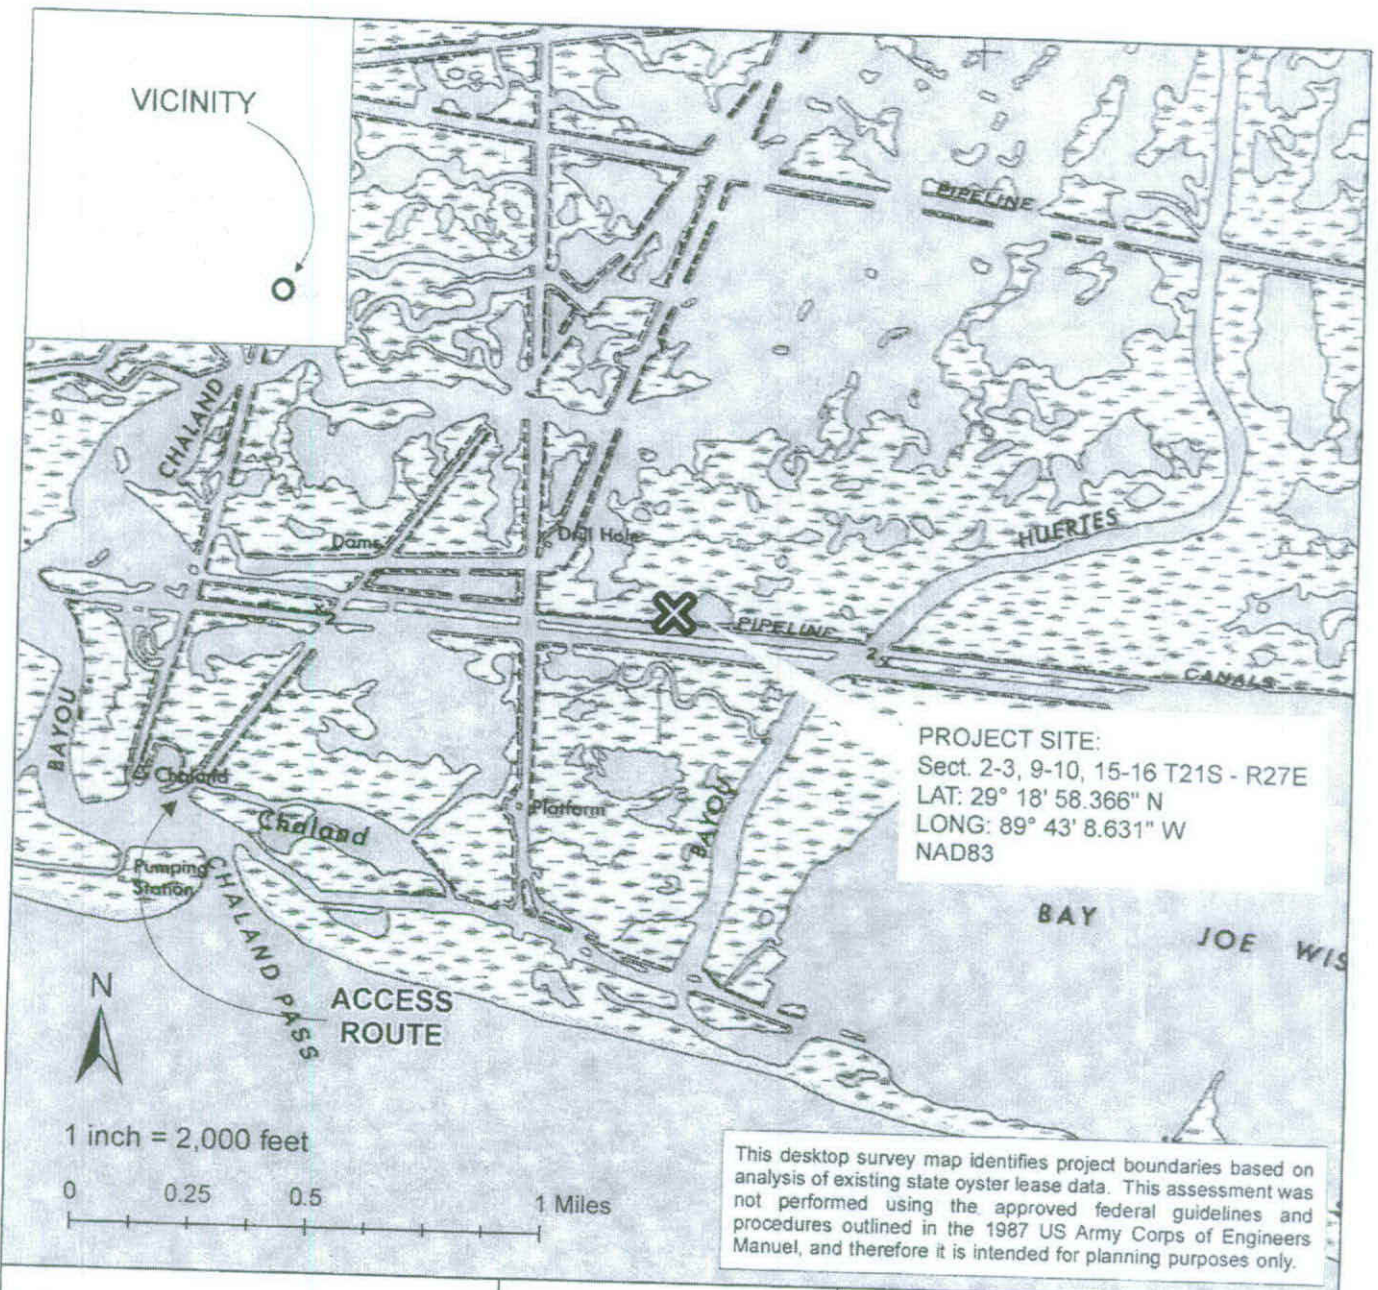 VICINITY
PIPELINE
CHALAND
HUERTES
Dams
Drill Hole
PIPELINE
CANALS
2
BAYOU
Chaland
Chaland
Platform
BAYOU
PROJECT SITE:
Sect. 2-3, 9-10, 15-16 T21S - R27E
LAT: 29° 18' 58.366" N
LONG: 89° 43' 8.631" W
NAD83
Pumping
Station
CHALAND PASS
BAY JOE WIS
N
ACCESS
ROUTE
1 inch = 2,000 feet
0 0.25 0.5 1 Miles
This desktop survey map identifies project boundaries based on
analysis of existing state oyster lease data. This assessment was
not performed using the approved federal guidelines and
procedures outlined in the 1987 US Army Corps of Engineers
Manuel, and therefore it is intended for planning purposes only.